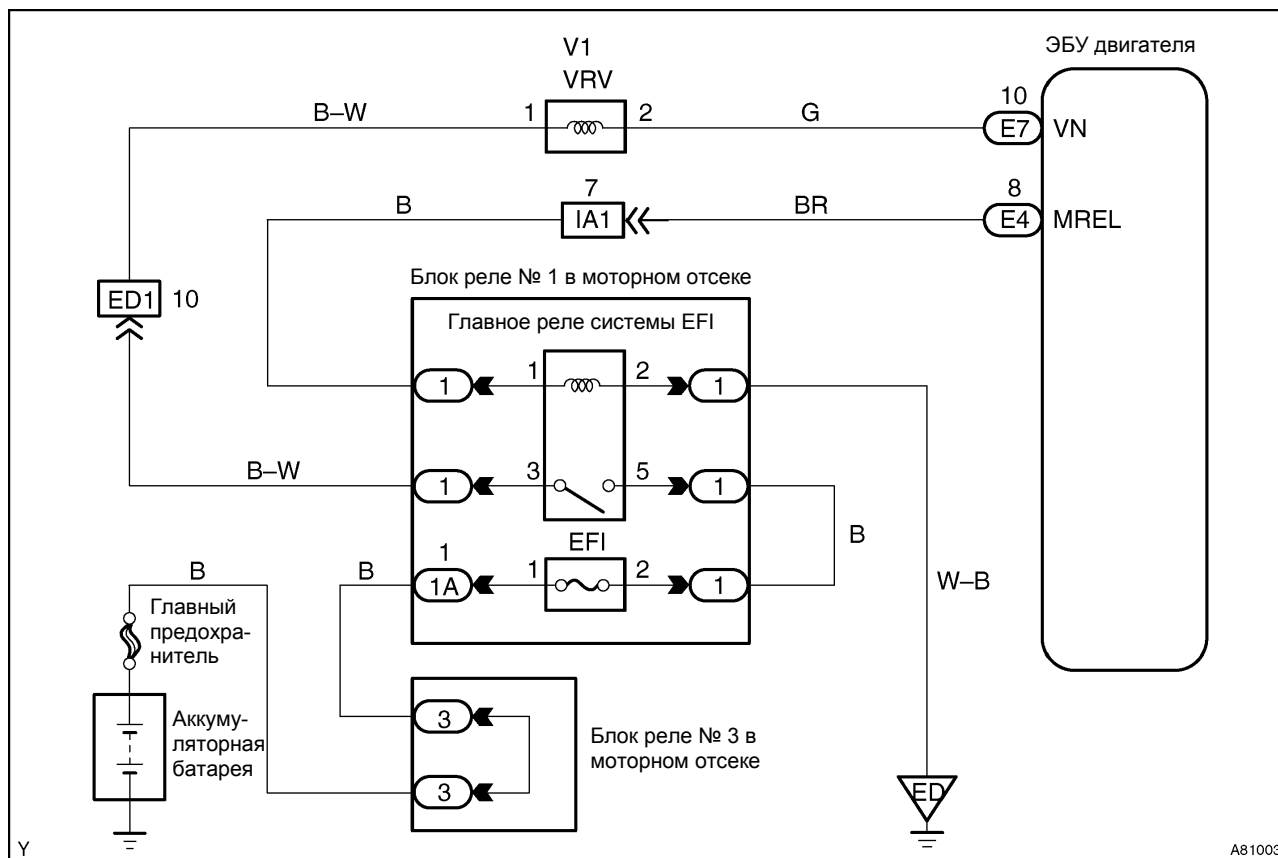 V1
VRV
ЭБУ двигателя
B–W
1
2
G
10
E7
VN
7
B
IA1
BR
8
E4
MREL
ED1
10
Блок реле № 1 в моторном отсеке
Главное реле системы EFI
1
1
2
1
B–W
1
3
5
1
B
EFI
B
B
1
1A
1
2
1
W–B
Главный
предохра-
нитель
Аккуму-
ляторная
батарея
3
3
Блок реле № 3 в
моторном отсеке
ED
Y
A81003